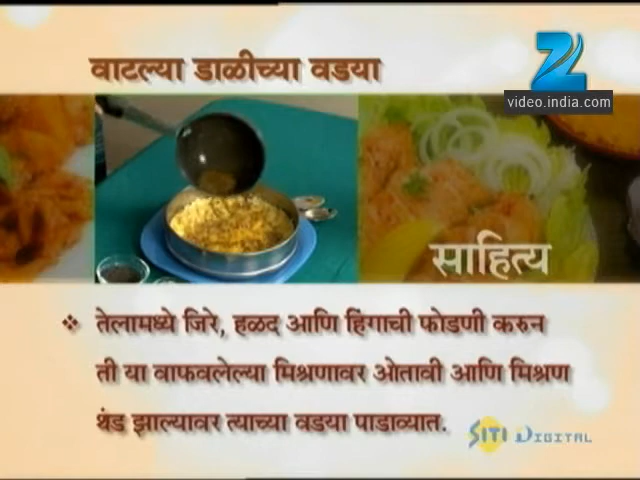 वाटल्या डाळीच्या वडया
Z
video.india.com
साहित्य
❖ तेलामध्ये जिरे, हळद आणि हिंगाची फोडणी करुन
ती या वाफवलेल्या मिश्रणावर ओतावी आणि मिश्रण
थंड झाल्यावर त्याच्या वडया पाडाव्यात.
SITI DIGITAL